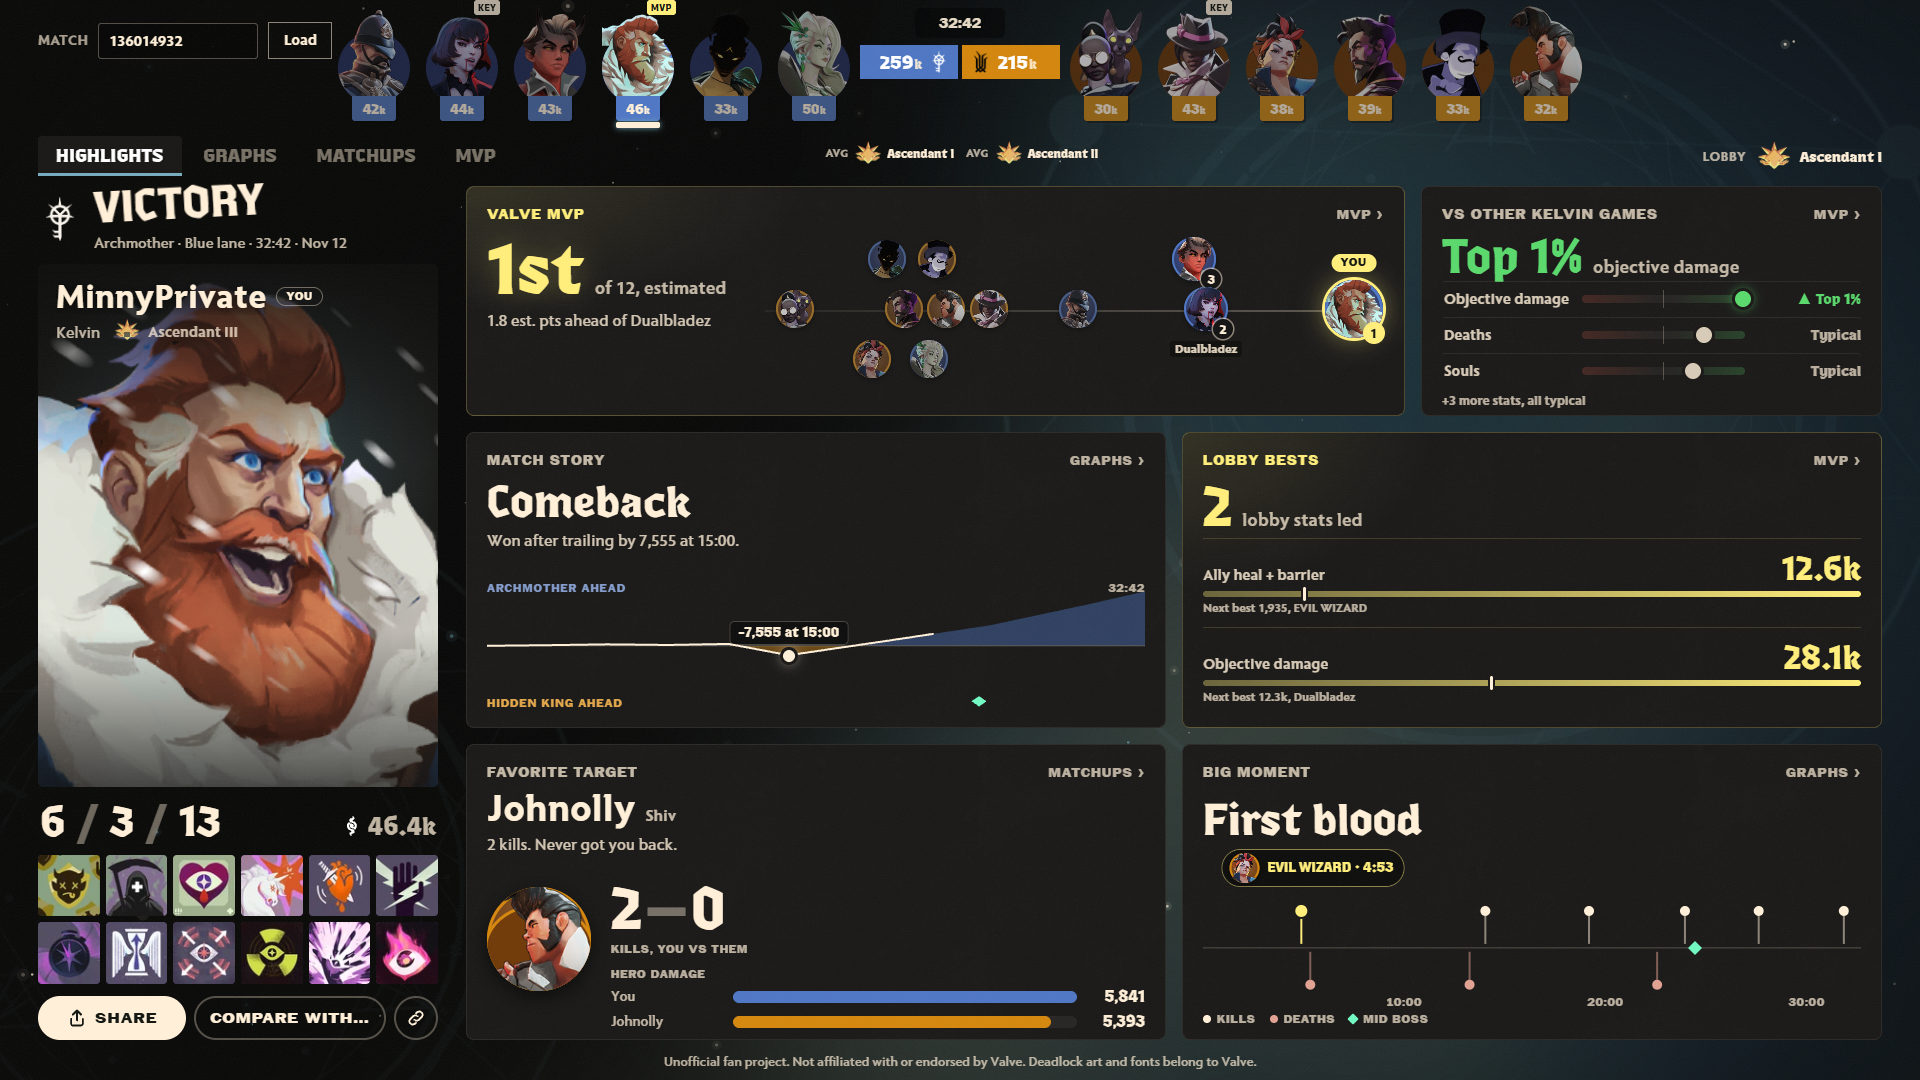 MATCH
136014932
Load
KEY
MVP
KEY
32:42
259k
215k
42k
44k
43k
46k
33k
50k
30k
43k
38k
39k
33k
32k
HIGHLIGHTS
GRAPHS
MATCHUPS
MVP
AVG Ascendant I
AVG Ascendant II
LOBBY Ascendant I
VICTORY
Archmother · Blue lane · 32:42 · Nov 12
MinnyPrivate YOU
Kelvin Ascendant III
6 / 3 / 13
46.4k
SHARE
COMPARE WITH...
VALVE MVP
MVP ›
1st of 12, estimated
1.8 est. pts ahead of Dualbladez
3
2
Dualbladez
YOU
1
VS OTHER KELVIN GAMES
MVP ›
Top 1% objective damage
Objective damage ▲ Top 1%
Deaths Typical
Souls Typical
+3 more stats, all typical
MATCH STORY
GRAPHS ›
Comeback
Won after trailing by 7,555 at 15:00.
ARCHMOTHER AHEAD
32:42
-7,555 at 15:00
HIDDEN KING AHEAD
LOBBY BESTS
MVP ›
2 lobby stats led
Ally heal + barrier 12.6k
Next best 1,935, EVIL WIZARD
Objective damage 28.1k
Next best 12.3k, Dualbladez
FAVORITE TARGET
MATCHUPS ›
Johnolly Shiv
2 kills. Never got you back.
2—0
KILLS, YOU VS THEM
HERO DAMAGE
You 5,841
Johnolly 5,393
BIG MOMENT
GRAPHS ›
First blood
EVIL WIZARD · 4:53
10:00
20:00
30:00
KILLS
DEATHS
MID BOSS
Unofficial fan project. Not affiliated with or endorsed by Valve. Deadlock art and fonts belong to Valve.